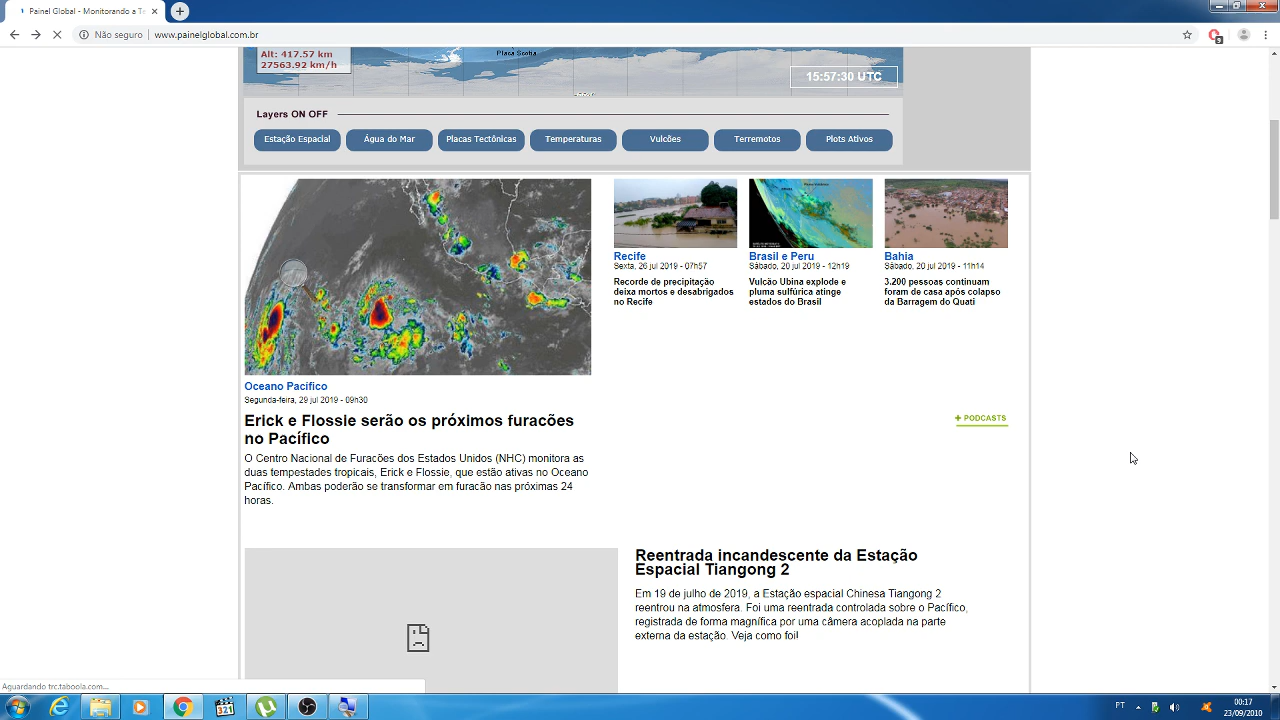 Painel Global - Monitorando a Te
Não seguro
www.painelglobal.com.br
Alt: 417.57 km
27563.92 km/h
Placa Scotia
15:57:30 UTC
Layers ON OFF
Estação Espacial
Água do Mar
Placas Tectônicas
Temperaturas
Vulcões
Terremotos
Plots Ativos
Recife
Sexta, 26 jul 2019 - 07h57
Recorde de precipitação
deixa mortos e desabrigados
no Recife
Brasil e Peru
Sábado, 20 jul 2019 - 12h19
Vulcão Ubina explode e
pluma sulfúrica atinge
estados do Brasil
Bahia
Sábado, 20 jul 2019 - 11h14
3.200 pessoas continuam
foram de casa após colapso
da Barragem do Quati
Oceano Pacífico
Segunda-feira, 29 jul 2019 - 09h30
Erick e Flossie serão os próximos furacões
no Pacífico
O Centro Nacional de Furacões dos Estados Unidos (NHC) monitora as
duas tempestades tropicais, Erick e Flossie, que estão ativas no Oceano
Pacífico. Ambas poderão se transformar em furacão nas próximas 24
horas.
+ PODCASTS
Reentrada incandescente da Estação
Espacial Tiangong 2
Em 19 de julho de 2019, a Estação espacial Chinesa Tiangong 2
reentrou na atmosfera. Foi uma reentrada controlada sobre o Pacífico,
registrada de forma magnífica por uma câmera acoplada na parte
externa da estação. Veja como foi!
Aguardando trc.taboola.com...
321
PT
00:17
23/09/2010